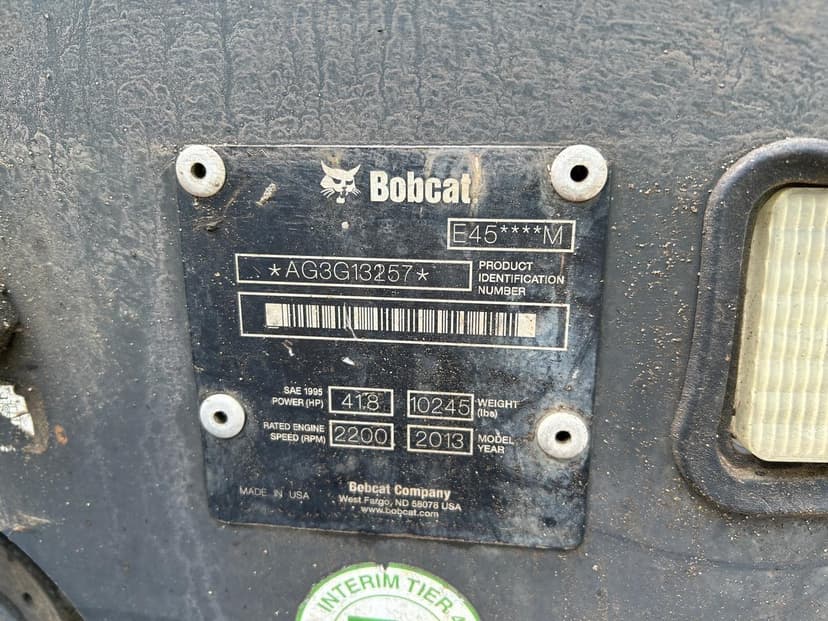 Bobcat
E45****M
*AG3G13257*
PRODUCT
IDENTIFICATION
NUMBER
SAE 1995
POWER (HP)
41.8
10245
WEIGHT
(lbs)
RATED ENGINE
SPEED (RPM)
2200
2013
MODEL
YEAR
MADE IN USA
Bobcat Company
West Fargo, ND 58078 USA
www.bobcat.com
INTERIM TIER 4